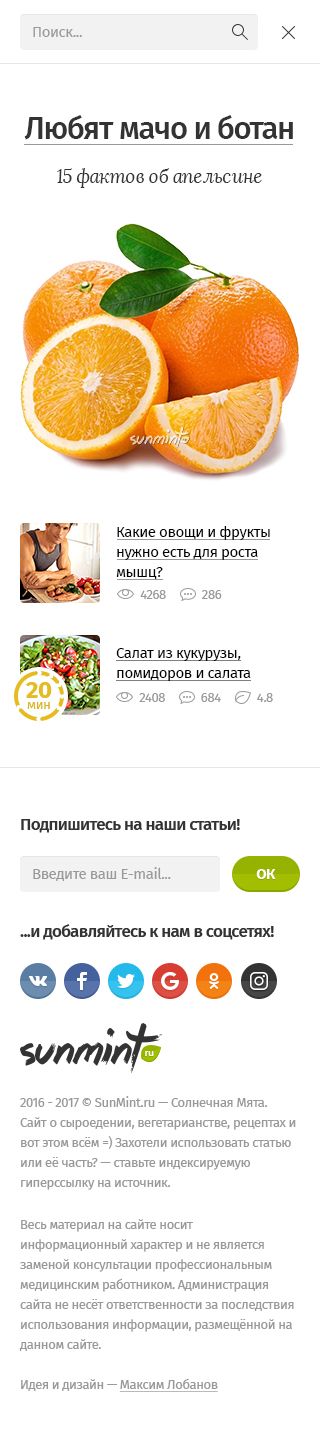 Поиск...
Любят мачо и ботан
15 фактов об апельсине
sunmint
Какие овощи и фрукты
нужно есть для роста
мышц?
4268 286
Салат из кукурузы,
помидоров и салата
20
МИН
2408 684 4.8
Подпишитесь на наши статьи!
Введите ваш E-mail...
ОК
...и добавляйтесь к нам в соцсетях!
sunmint ru
2016 - 2017 © SunMint.ru — Солнечная Мята.
Сайт о сыроедении, вегетарианстве, рецептах и
вот этом всём =) Захотели использовать статью
или её часть? — ставьте индексируемую
гиперссылку на источник.
Весь материал на сайте носит
информационный характер и не является
заменой консультации профессиональным
медицинским работником. Администрация
сайта не несёт ответственности за последствия
использования информации, размещённой на
данном сайте.
Идея и дизайн — Максим Лобанов